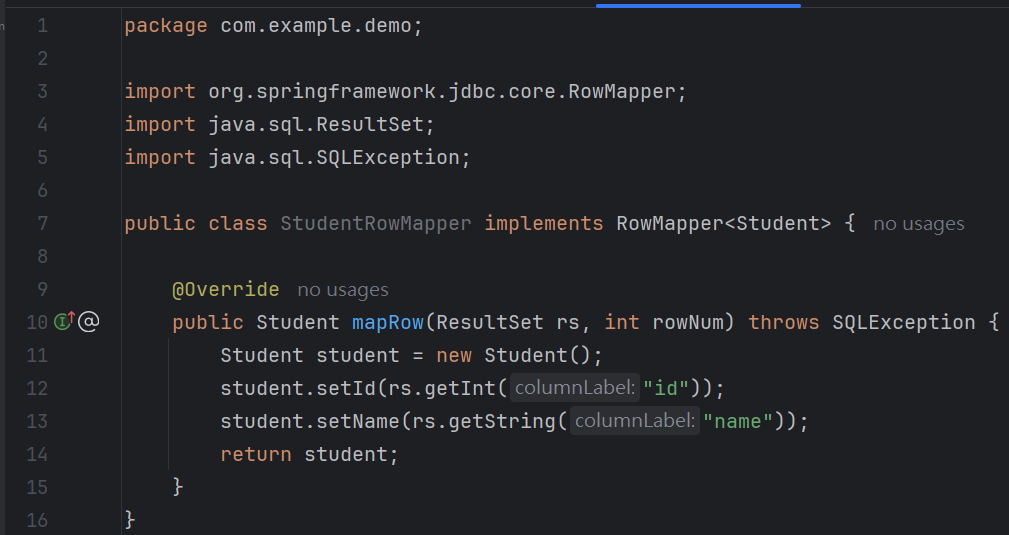 1 package com.example.demo;
2
3 import org.springframework.jdbc.core.RowMapper;
4 import java.sql.ResultSet;
5 import java.sql.SQLException;
6
7 public class StudentRowMapper implements RowMapper<Student> { no usages
8
9 @Override no usages
10 public Student mapRow(ResultSet rs, int rowNum) throws SQLException {
11 Student student = new Student();
12 student.setId(rs.getInt( columnLabel: "id"));
13 student.setName(rs.getString( columnLabel: "name"));
14 return student;
15 }
16 }